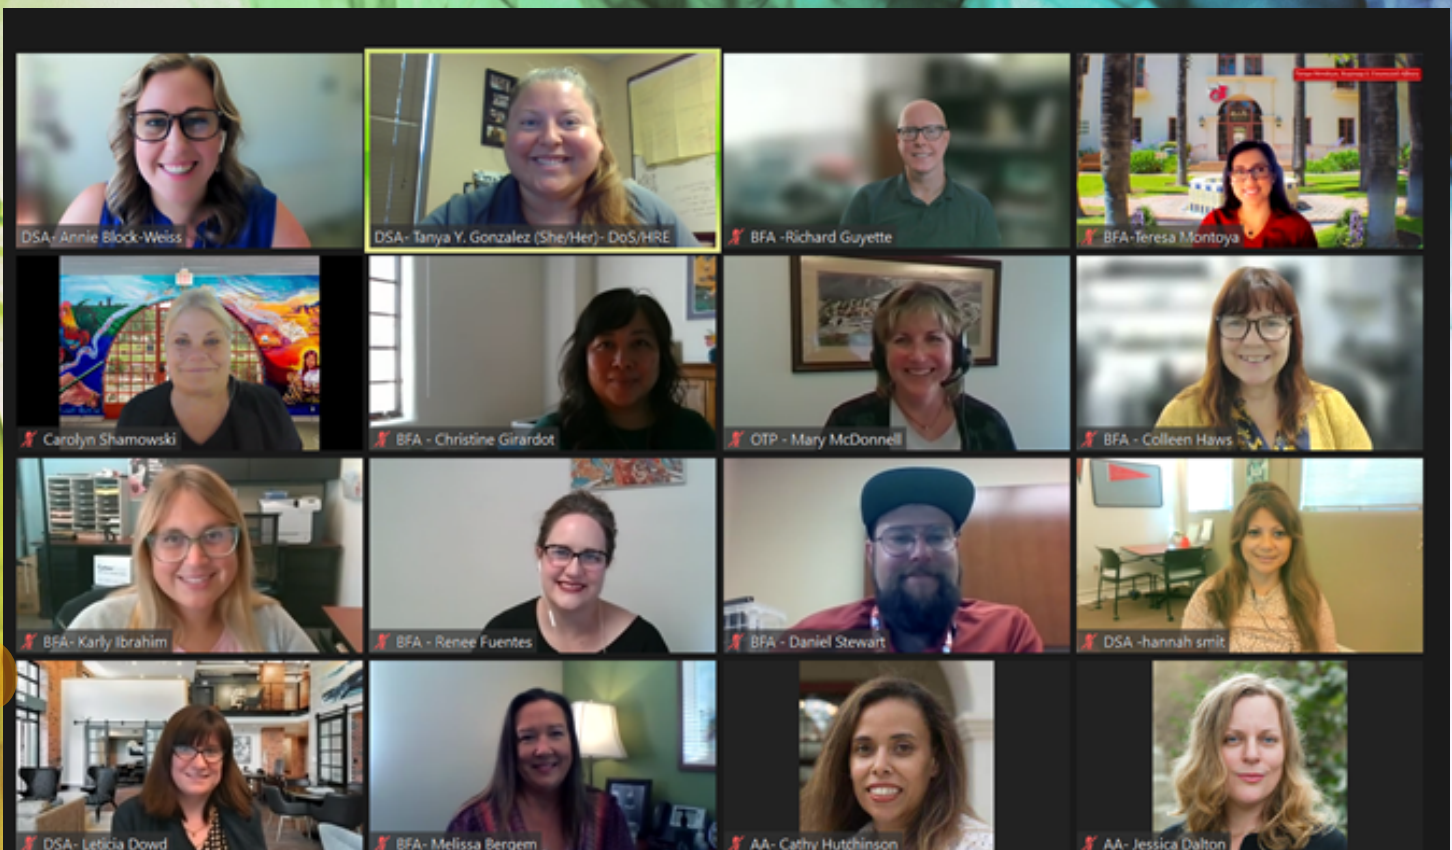 DSA- Annie Block-Weiss
DSA- Tanya Y. Gonzalez (She/Her)- DoS/HRE
BFA -Richard Guyette
BFA-Teresa Montoya
Carolyn Shamowski
BFA - Christine Girardot
OTP - Mary McDonnell
BFA - Colleen Haws
BFA- Karly Ibrahim
BFA - Renee Fuentes
BFA - Daniel Stewart
DSA -hannah smit
DSA- Leticia Dowd
BFA- Melissa Bergem
AA- Cathy Hutchinson
AA- Jessica Dalton